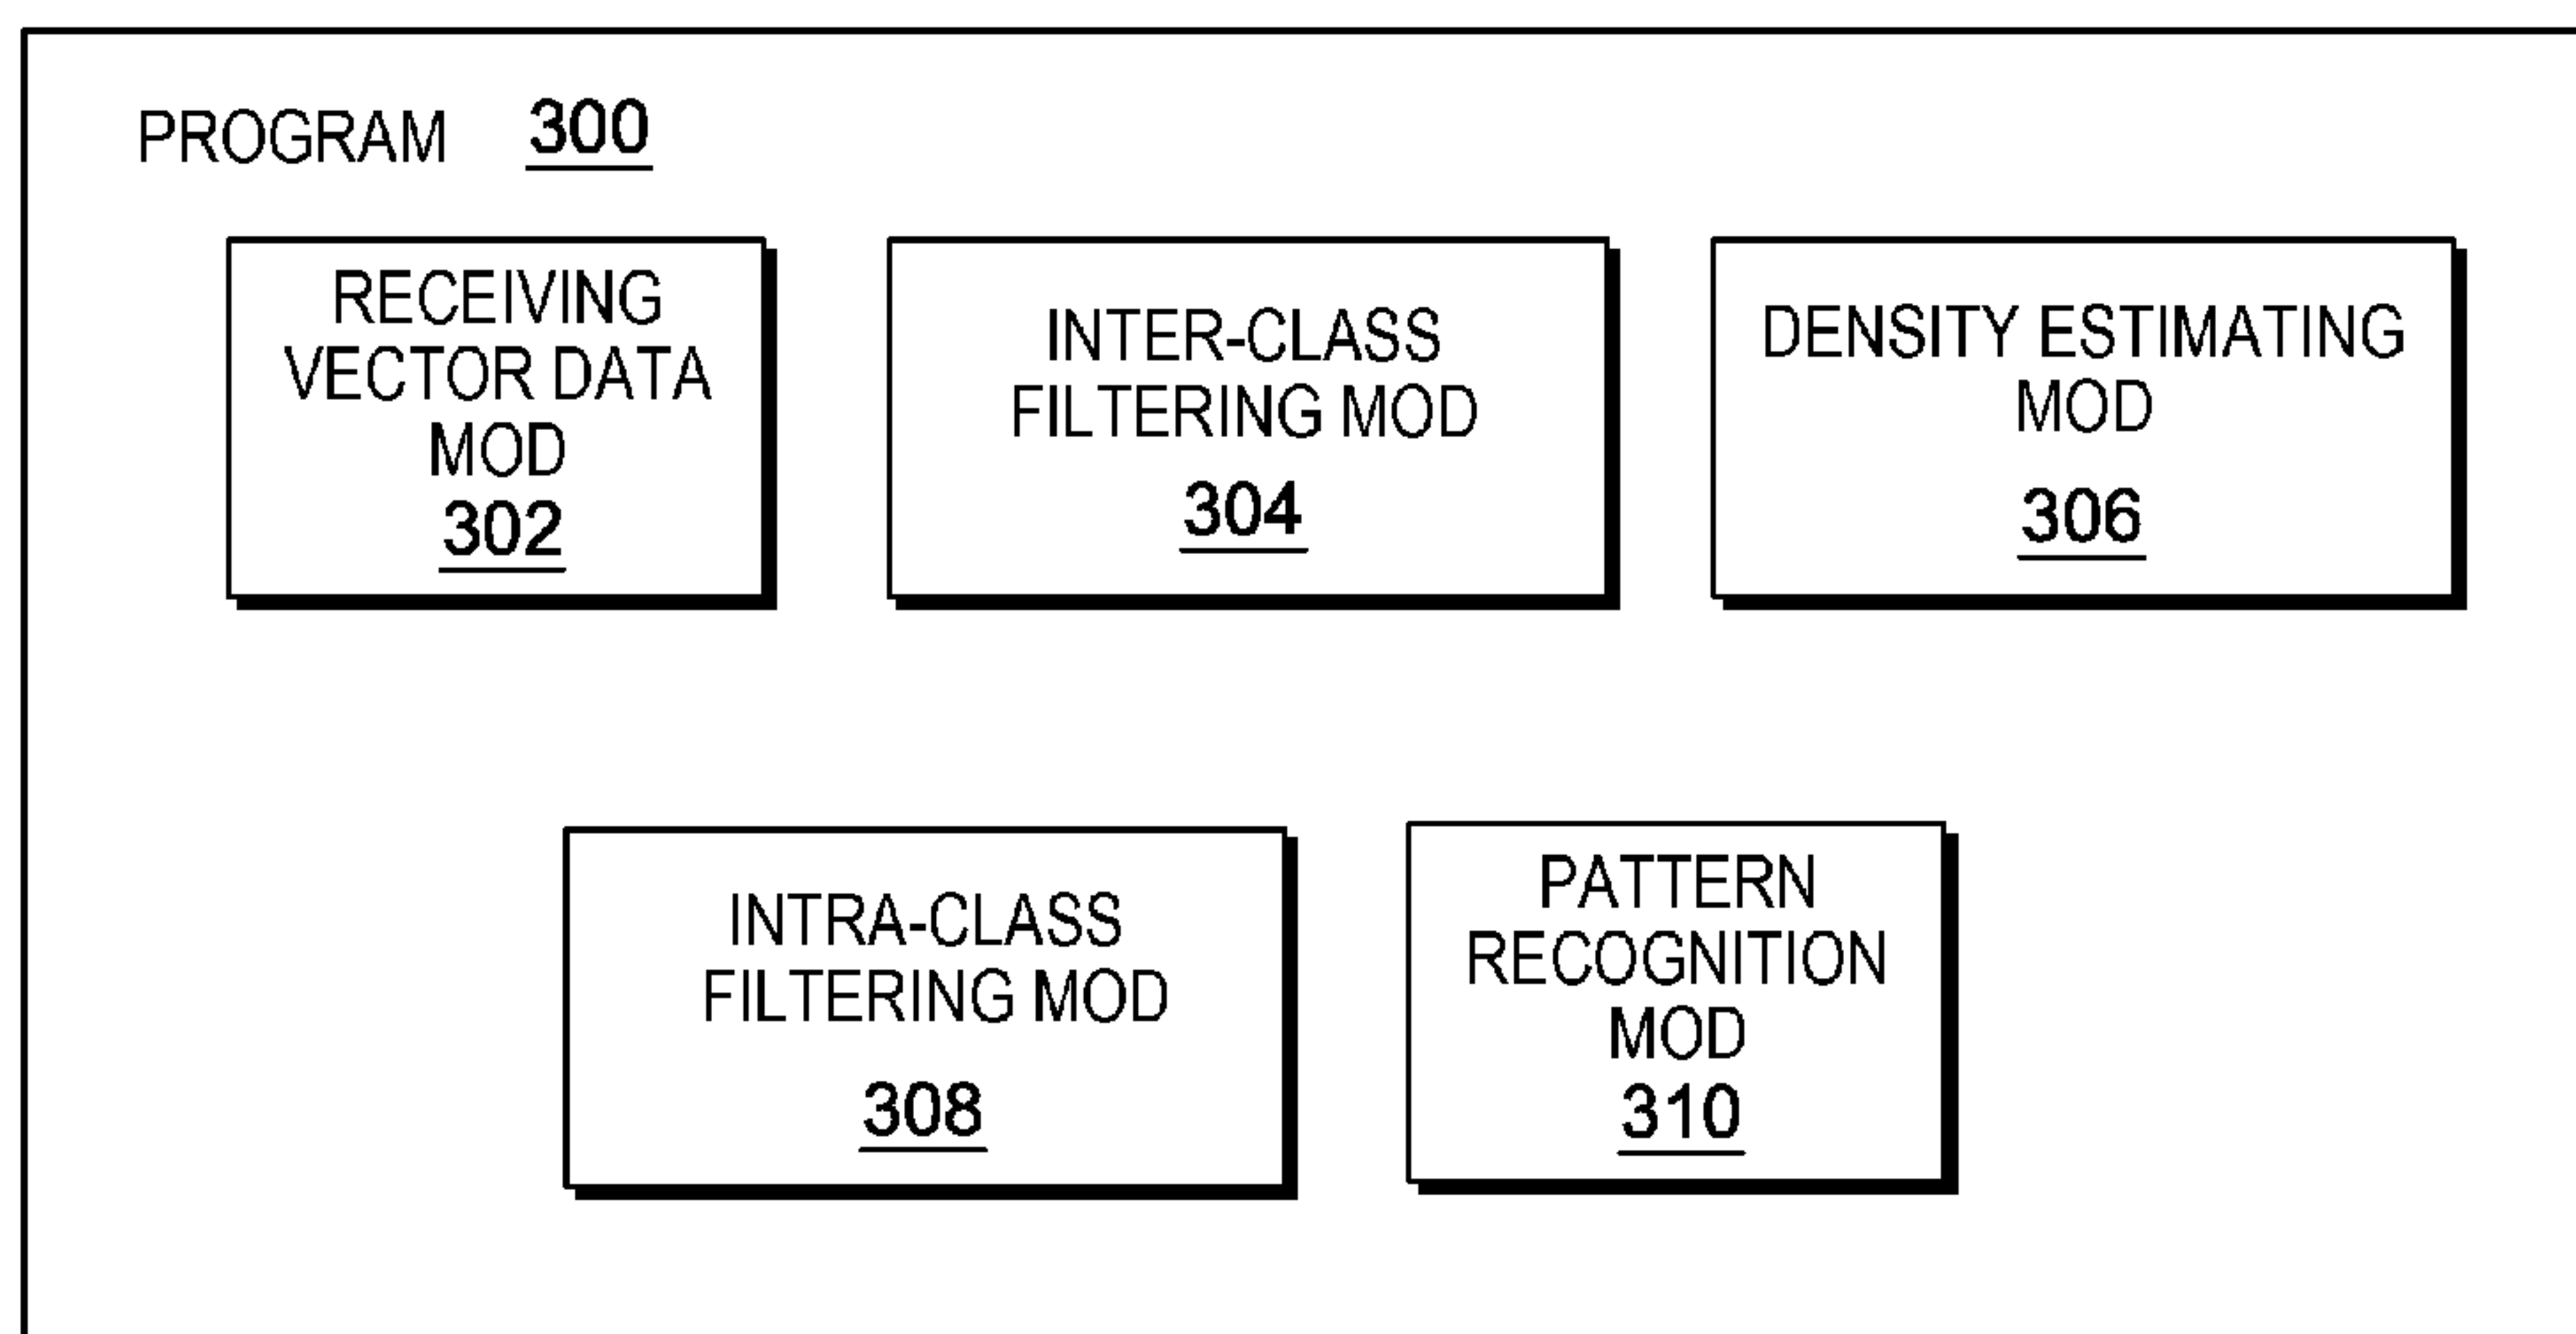 PROGRAM 300
RECEIVING
VECTOR DATA
MOD
302
INTER-CLASS
FILTERING MOD
304
DENSITY ESTIMATING
MOD
306
INTRA-CLASS
FILTERING MOD
308
PATTERN
RECOGNITION
MOD
310